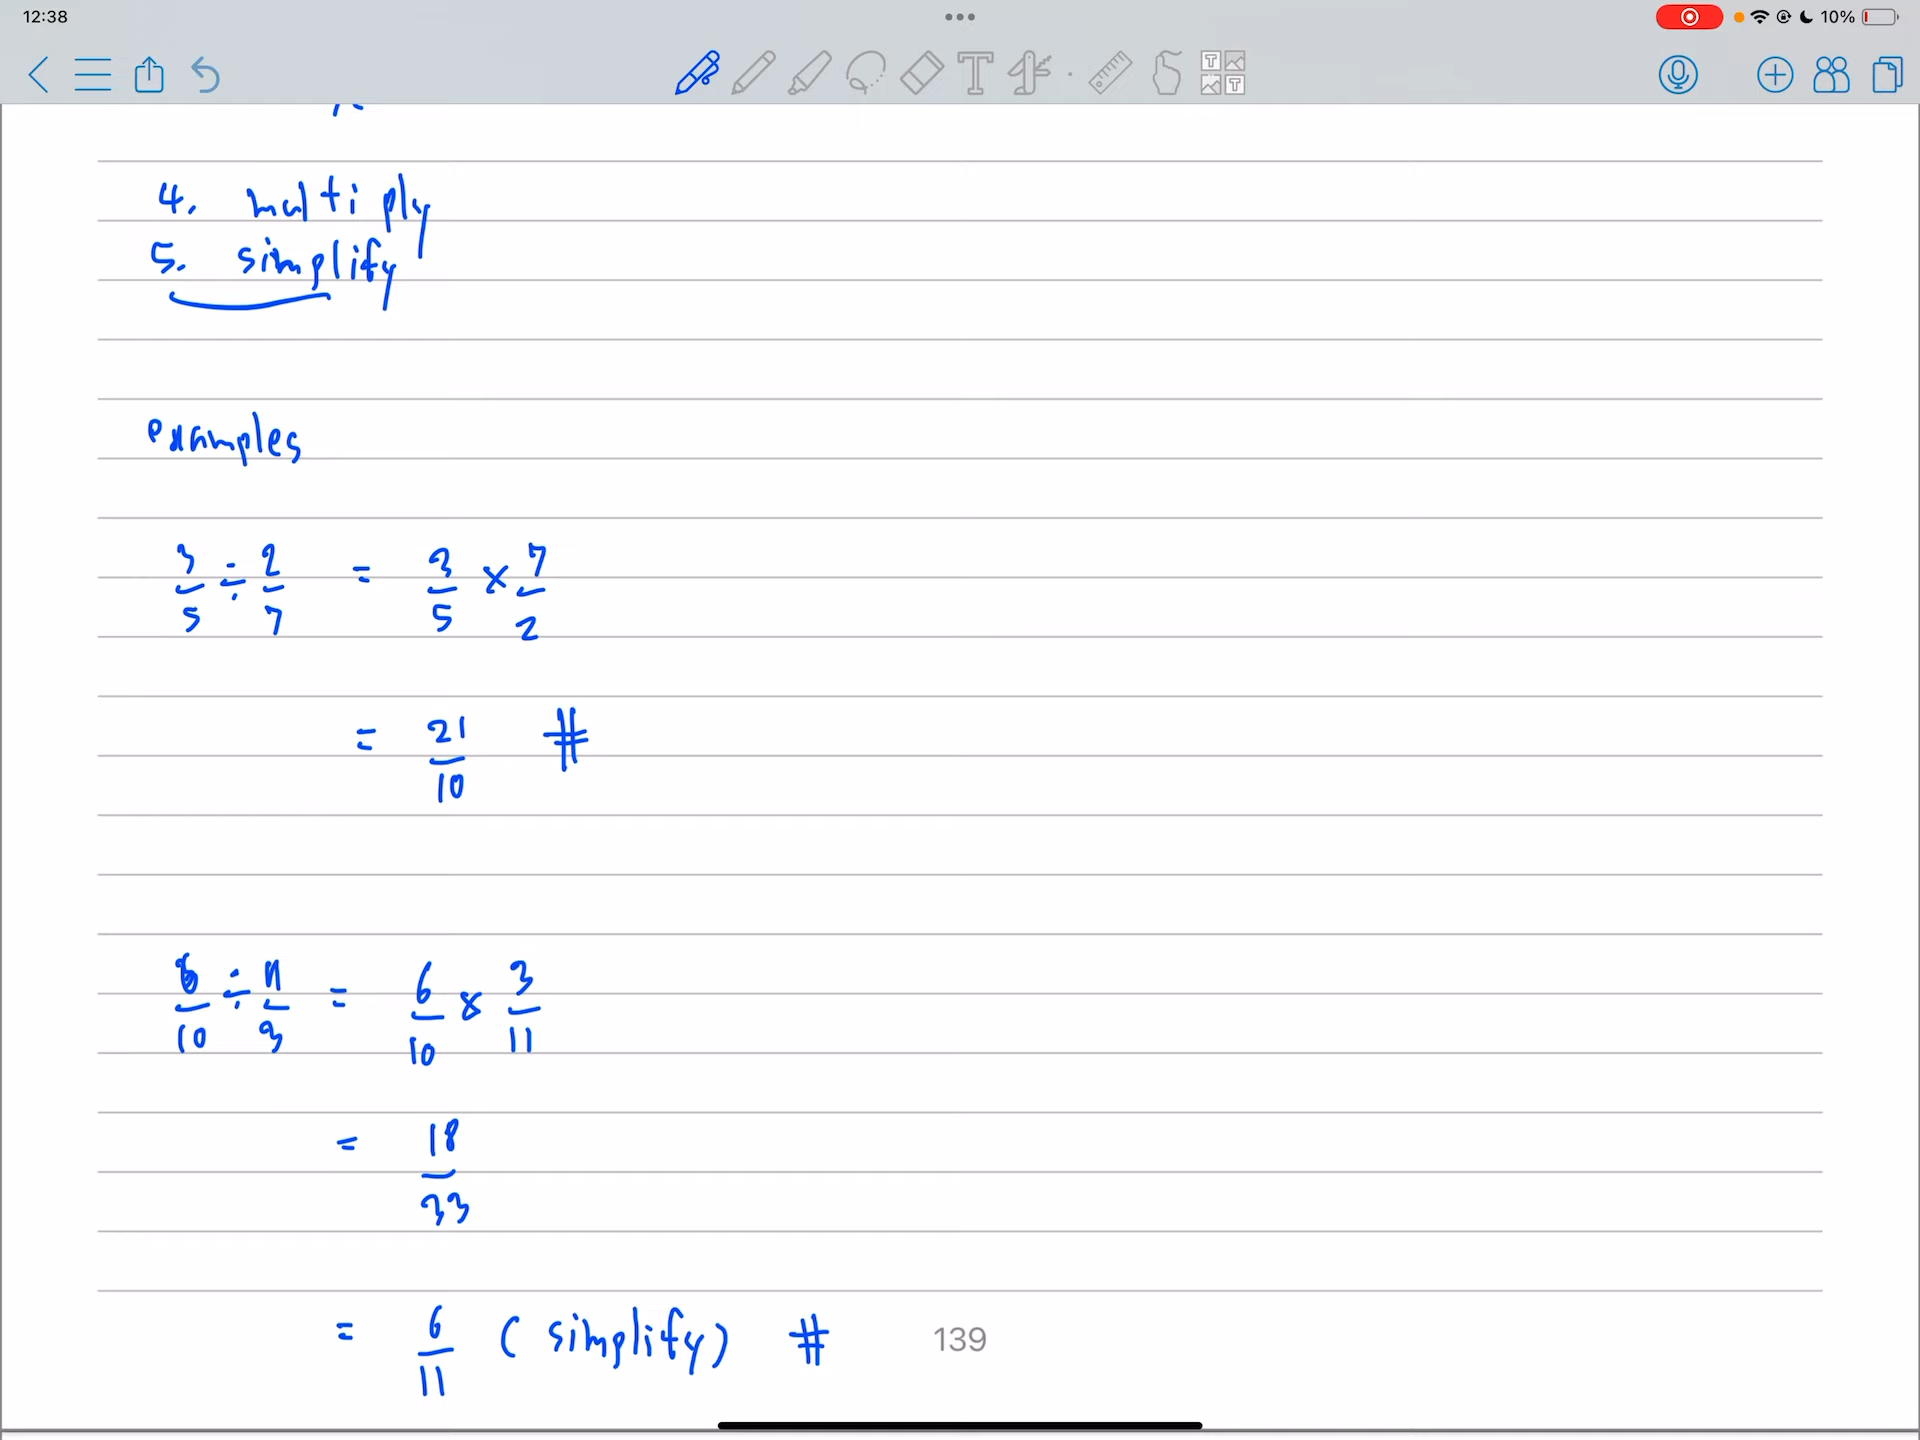 12:38
10%
4. multiply
5. simplify
examples
3/5 ÷ 2/7 = 3/5 × 7/2
= 21/10 #
6/10 ÷ 11/3 = 6/10 × 3/11
= 18/33
= 6/11 (simplify) #
139